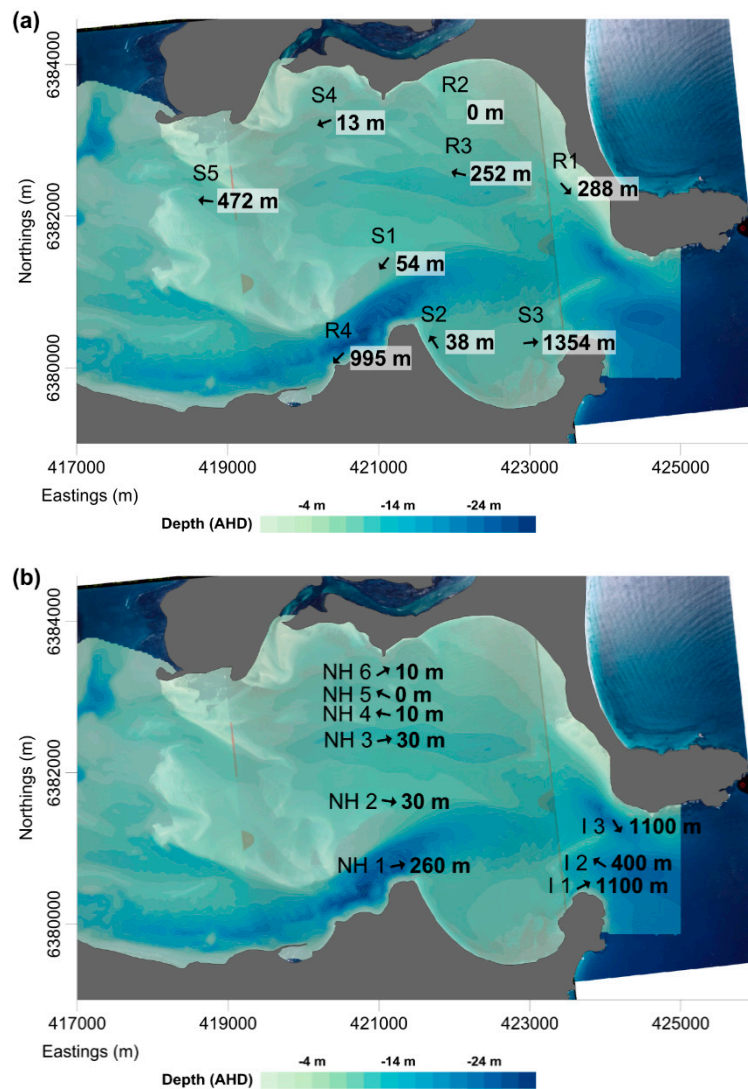 (a)
6384000
R2
S4
0 m
13 m
R3
R1
S5
252 m
288 m
472 m
Northings (m)
6382000
S1
54 m
S2
S3
R4
38 m
1354 m
995 m
6380000
417000 419000 421000 423000 425000
Eastings (m)
-4 m -14 m -24 m
Depth (AHD)
(b)
6384000
NH 6 10 m
NH 5 0 m
NH 4 10 m
NH 3 30 m
Northings (m)
6382000
NH 2 30 m
I 3 1100 m
NH 1 260 m
I 2 400 m
I 1 1100 m
6380000
417000 419000 421000 423000 425000
Eastings (m)
-4 m -14 m -24 m
Depth (AHD)